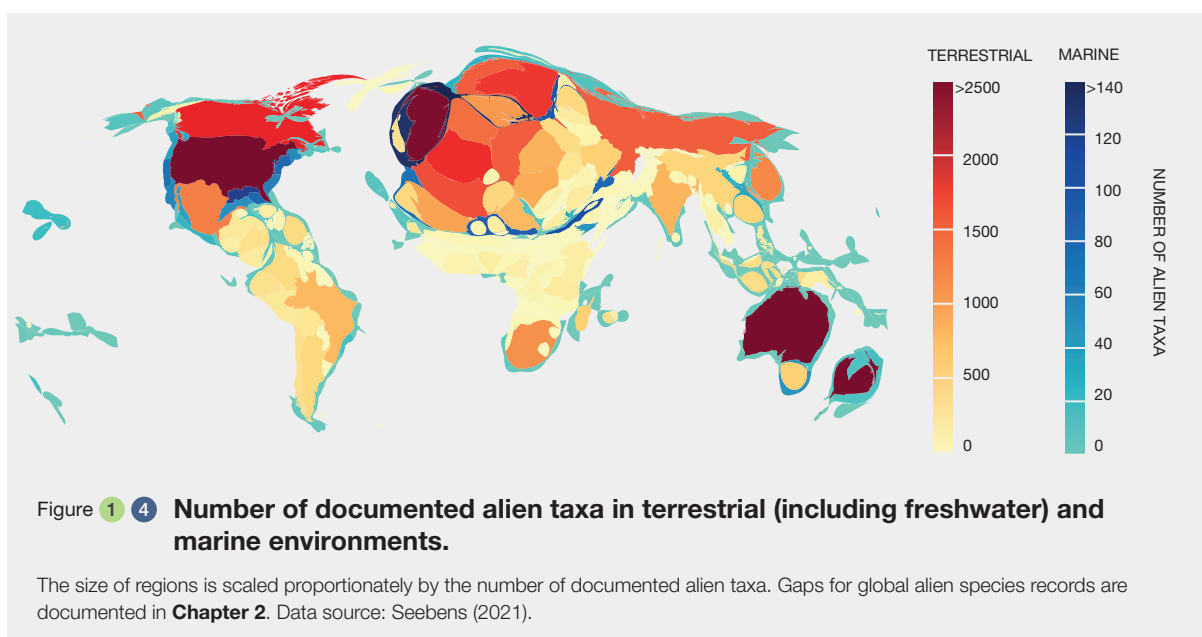 TERRESTRIAL MARINE
>2500 >140
2000 120
1500 100
1000 80
500 60
0 40
20
0
NUMBER OF ALIEN TAXA
Figure 1 4 Number of documented alien taxa in terrestrial (including freshwater) and
marine environments.
The size of regions is scaled proportionately by the number of documented alien taxa. Gaps for global alien species records are
documented in Chapter 2. Data source: Seebens (2021).